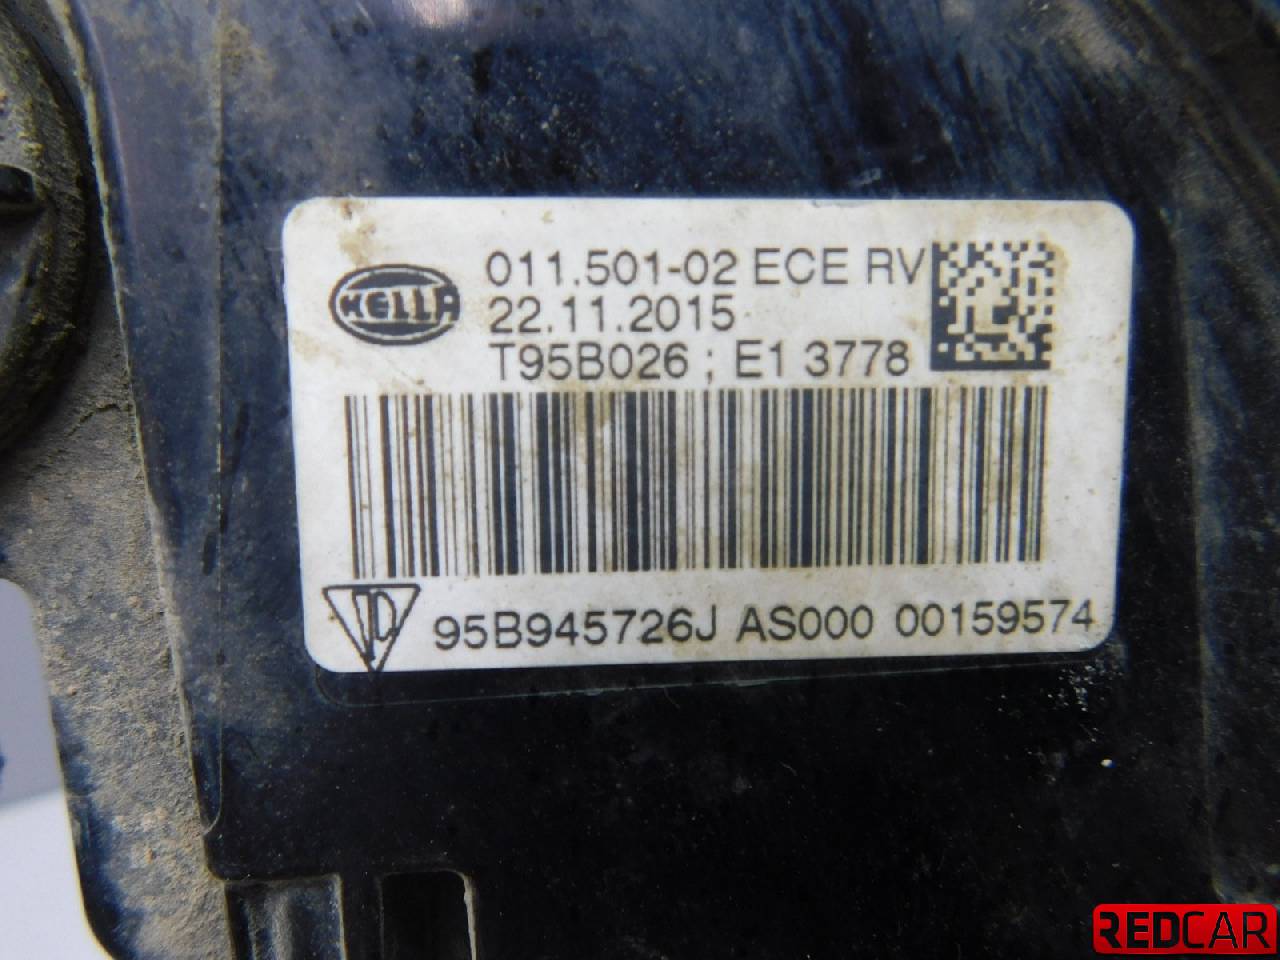 HELLA
011.501-02 ECE RV
22.11.2015
T95B026 ; E1 3778
95B945726J AS000 00159574
REDCAR